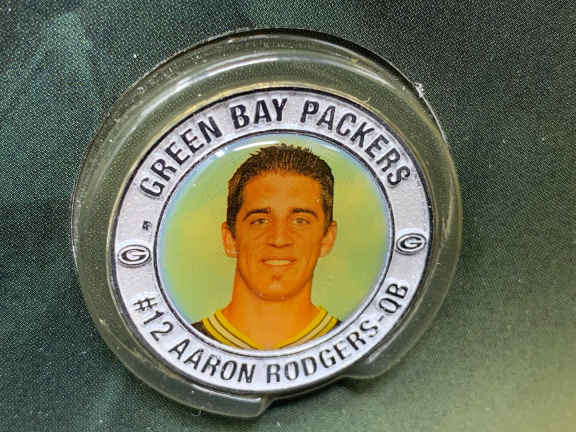 GREEN BAY PACKERS
G
G
#12 AARON RODGERS-QB